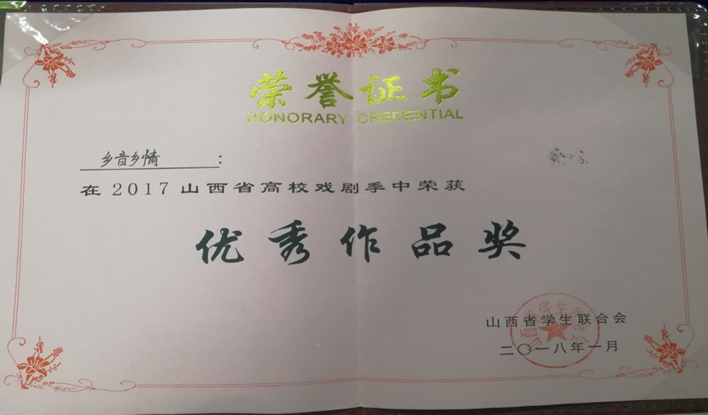 荣誉证书
HONORARY CREDENTIAL
乡音乡情：
在2017山西省高校戏剧季中荣获
优秀作品奖
山西省学生联合会
二〇一八年一月